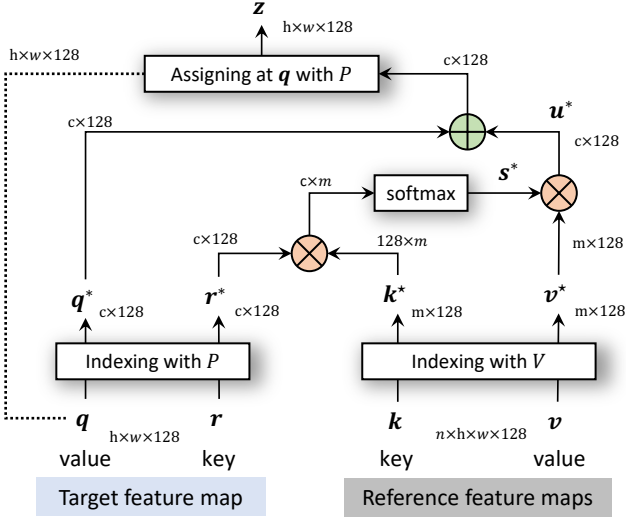 z
h×w×128
h×w×128
Assigning at q with P
c×128
c×128
u*
c×128
c×m
softmax
s*
c×128
128×m
m×128
q*
c×128
r*
c×128
k⋆
m×128
v⋆
m×128
Indexing with P
Indexing with V
q
r
k
v
h×w×128
n×h×w×128
value
key
key
value
Target feature map
Reference feature maps